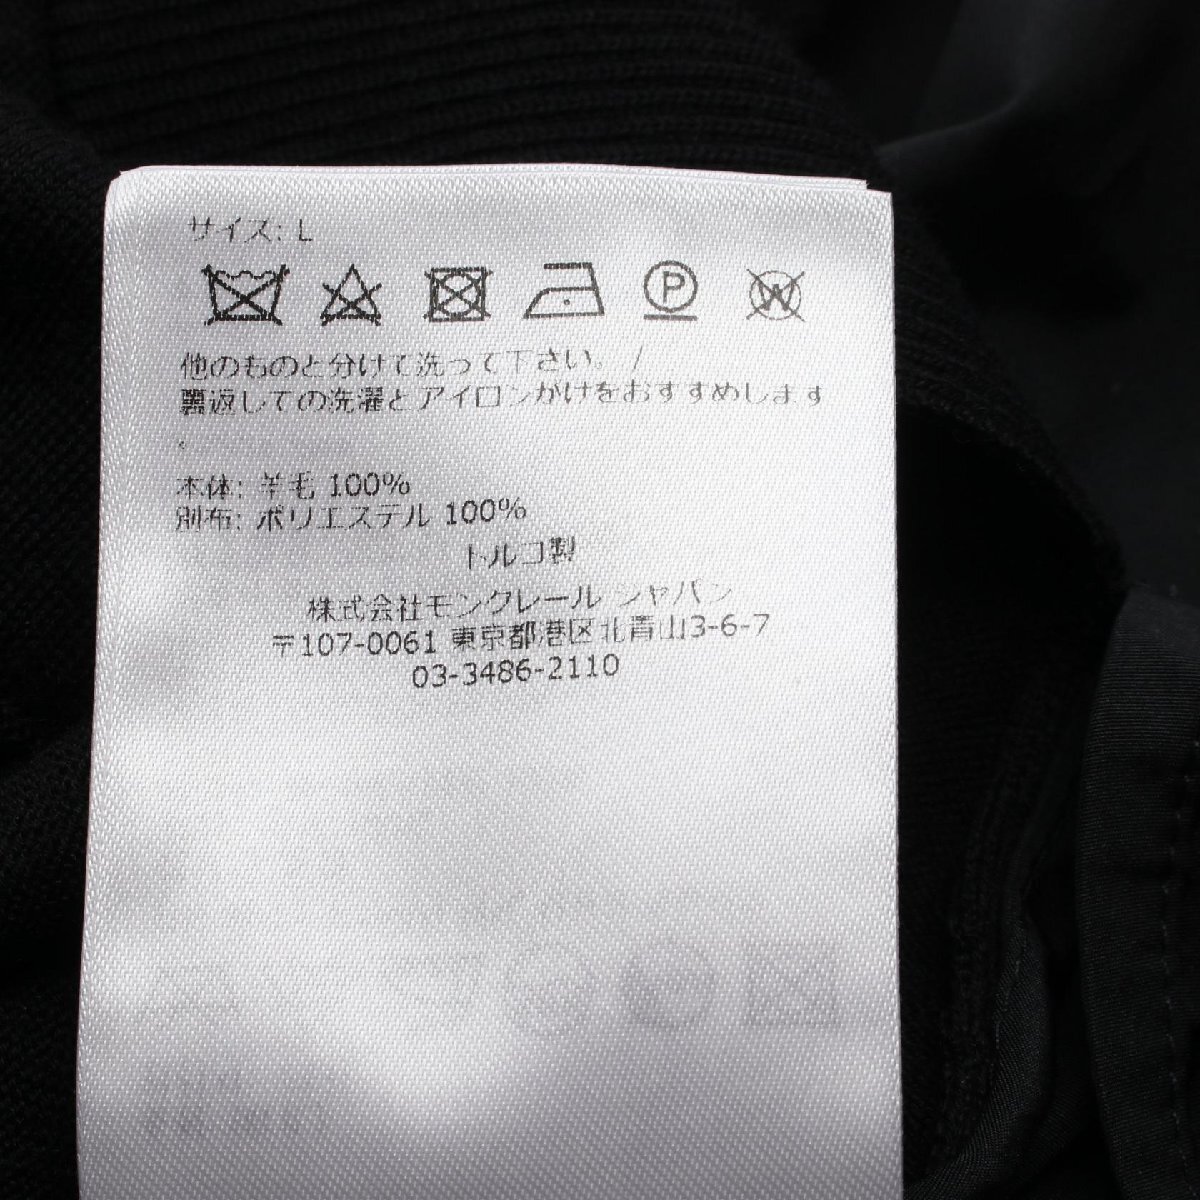 サイズ: L
P W
他のものと分けて洗って下さい。 /
裏返しての洗濯とアイロンがけをおすすめします
。
本体: 羊毛 100%
別布: ポリエステル 100%
トルコ製
株式会社モンクレール ジャパン
〒107-0061 東京都港区北青山3-6-7
03-3486-2110